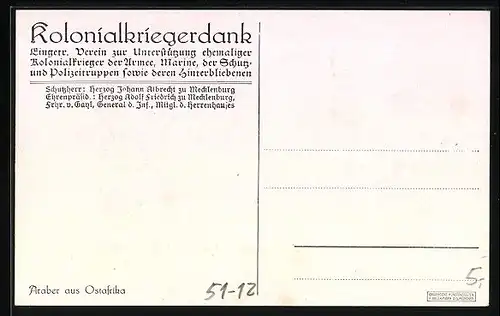 Kolonialkriegerdank
Eingetr. Verein zur Unterstützung ehemaliger
Kolonialkrieger der Armee, Marine, der Schutz-
und Polizeitruppen sowie deren Hinterbliebenen
Schutzherr: Herzog Johann Albrecht zu Mecklenburg
Ehrenpräsid.: Herzog Adolf Friedrich zu Mecklenburg,
Frhr. v. Gayl, General d. Inf., Mitgl. d. Herrenhauses
Araber aus Ostafrika
51-12
5,-